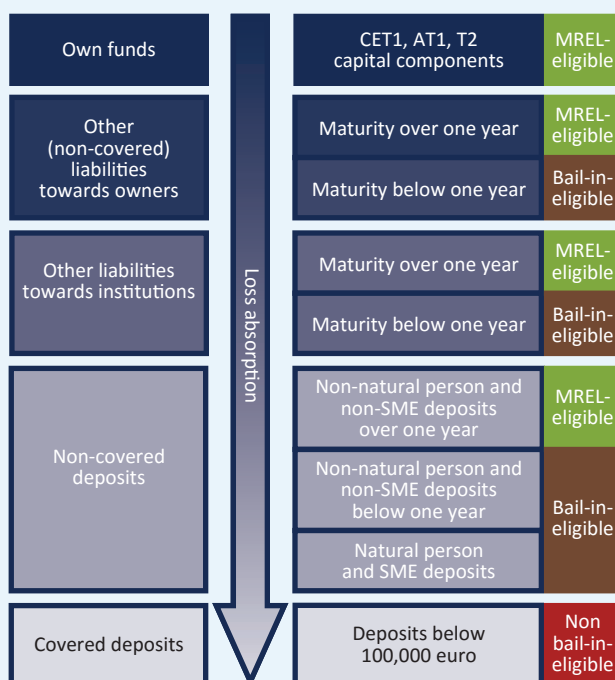 Own funds
CET1, AT1, T2
capital components
MREL-
eligible
Other
(non-covered)
liabilities
towards owners
Maturity over one year
MREL-
eligible
Maturity below one year
Bail-in-
eligible
Other liabilities
towards institutions
Maturity over one year
MREL-
eligible
Maturity below one year
Bail-in-
eligible
Loss absorption
Non-covered
deposits
Non-natural person and
non-SME deposits
over one year
MREL-
eligible
Non-natural person and
non-SME deposits
below one year
Natural person
and SME deposits
Bail-in-
eligible
Covered deposits
Deposits below
100,000 euro
Non
bail-in-
eligible